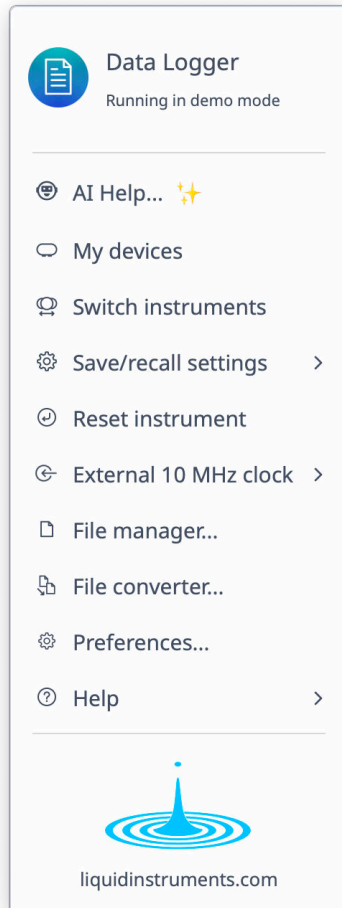 Data Logger
Running in demo mode
AI Help... ✨
My devices
Switch instruments
Save/recall settings
Reset instrument
External 10 MHz clock
File manager...
File converter...
Preferences...
Help
liquidinstruments.com